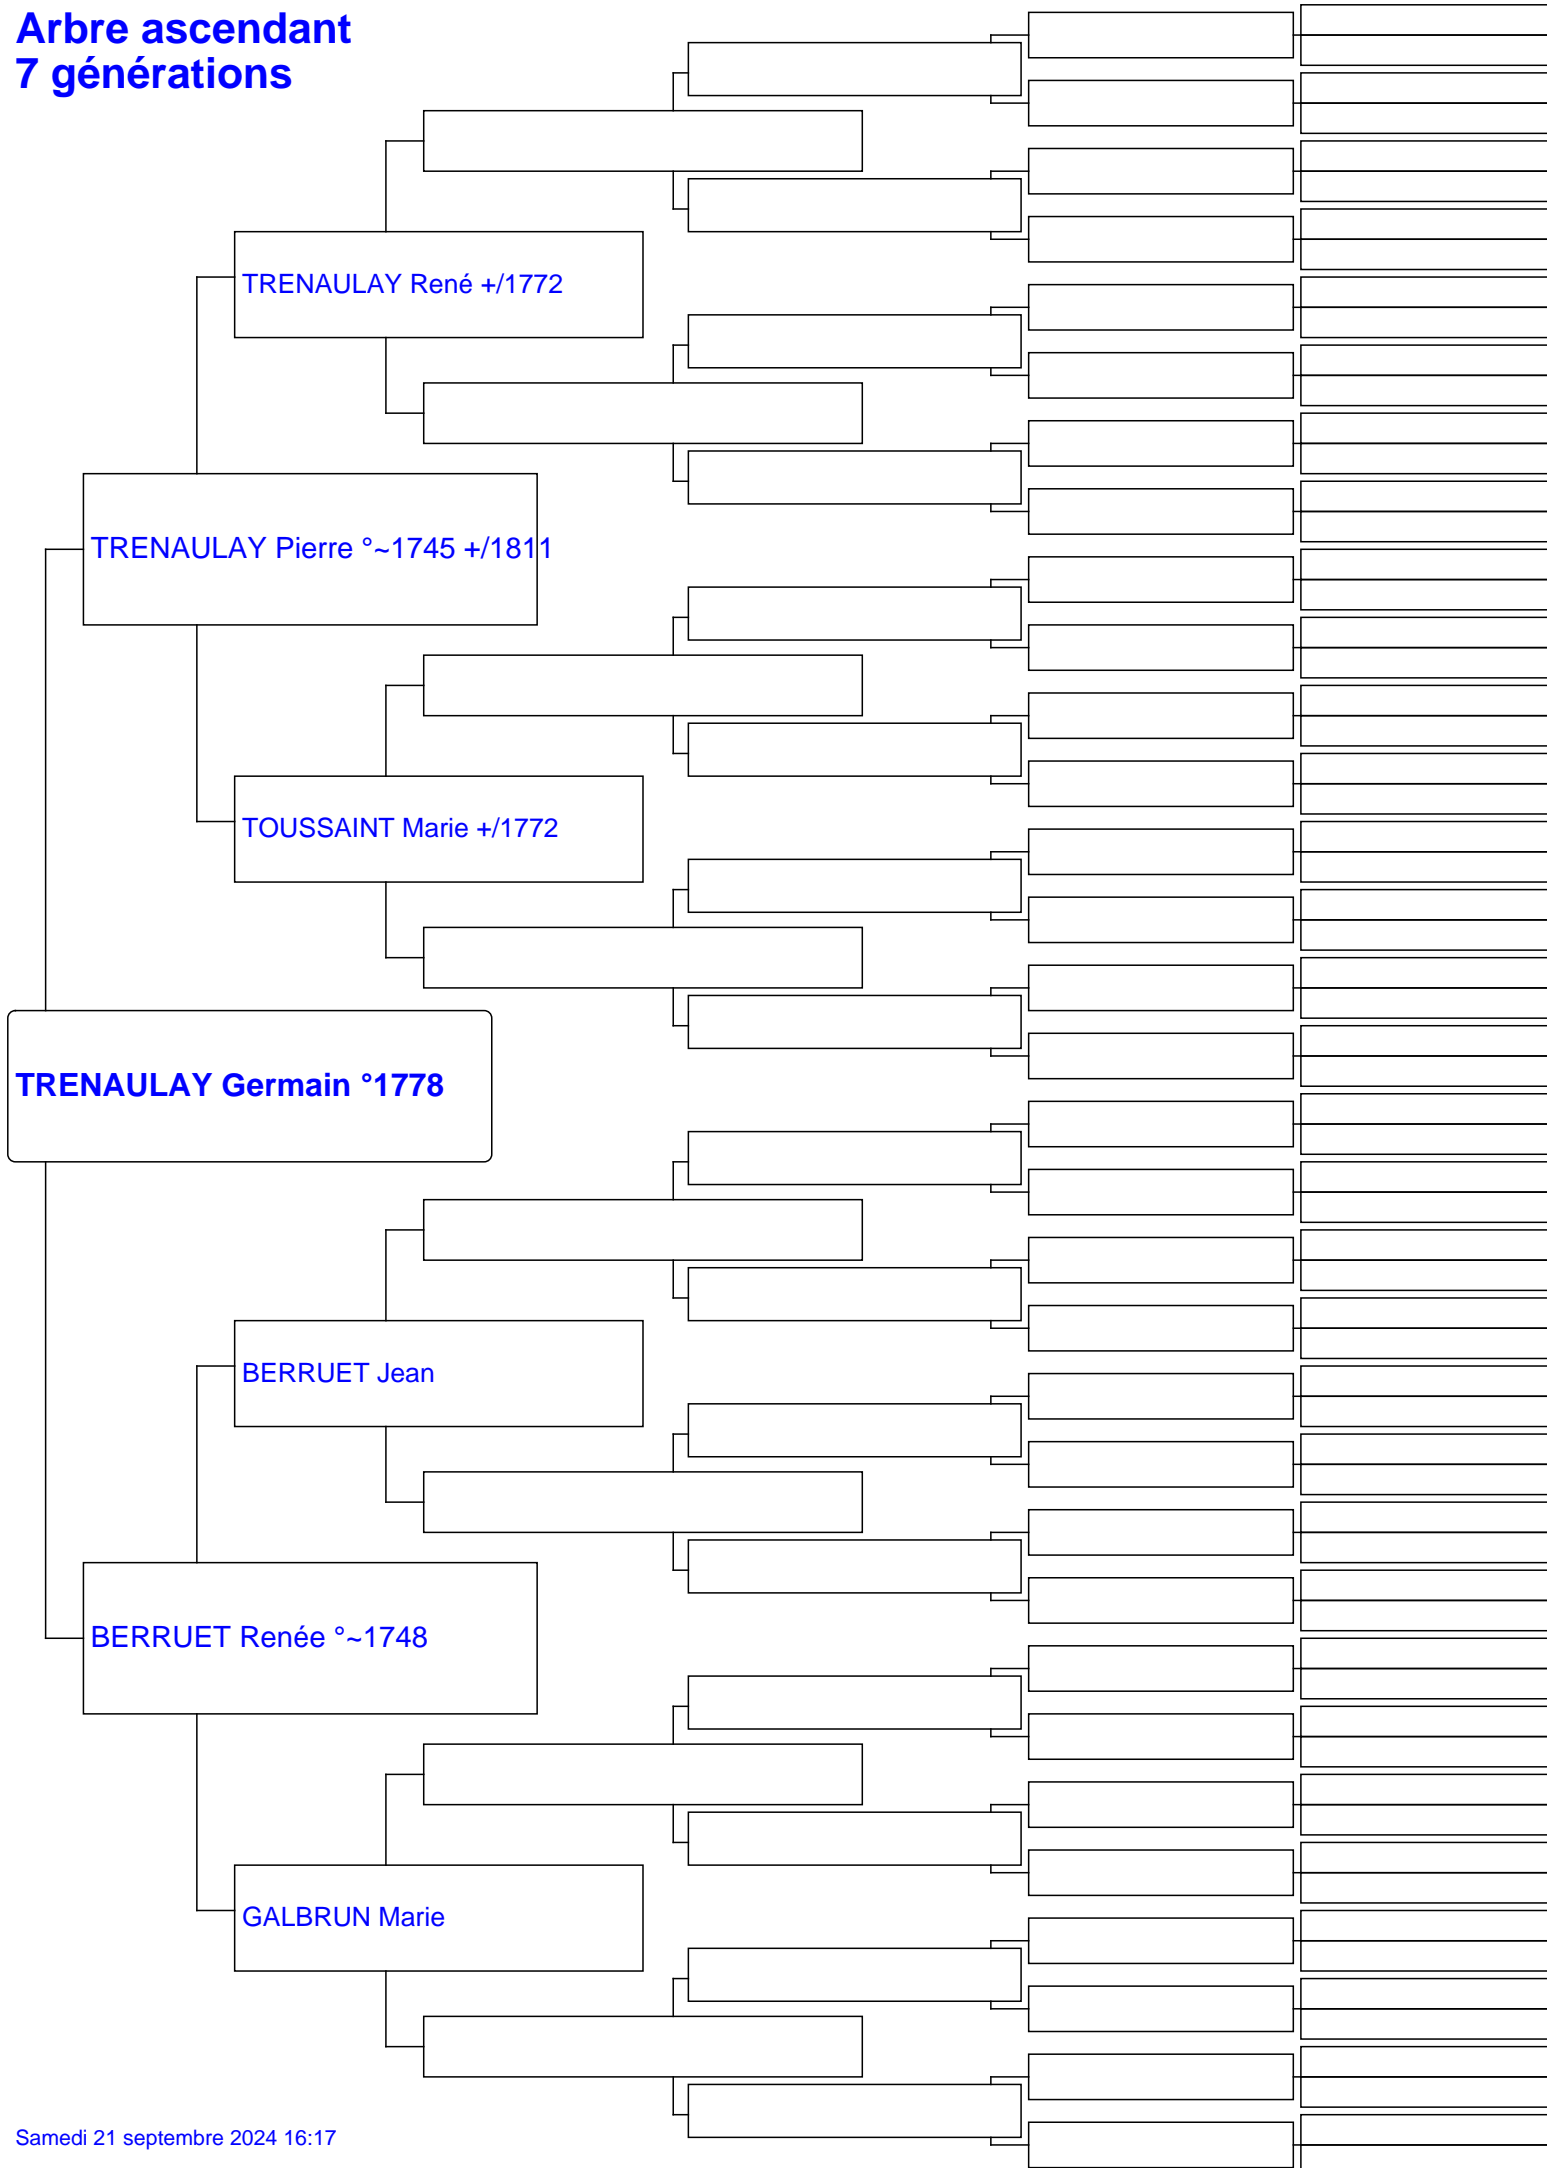 Arbre ascendant
7 générations
TRENAULAY René +/1772
TRENAULAY Pierre °~1745 +/1811
TOUSSAINT Marie +/1772
TRENAULAY Germain °1778
BERRUET Jean
BERRUET Renée °~1748
GALBRUN Marie
Samedi 21 septembre 2024 16:17